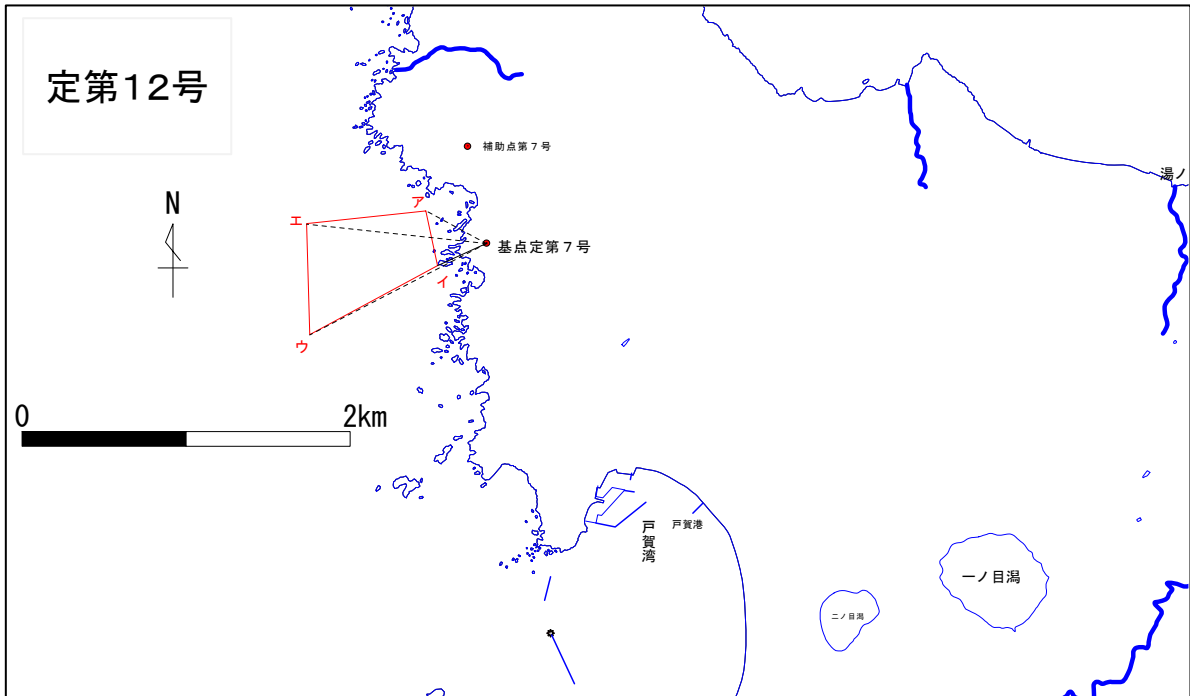 定第12号
補助点第7号
湯ノ
N
ア
エ
基点定第7号
イ
ウ
0 2km
戸賀湾
戸賀港
一ノ目潟
二ノ目潟